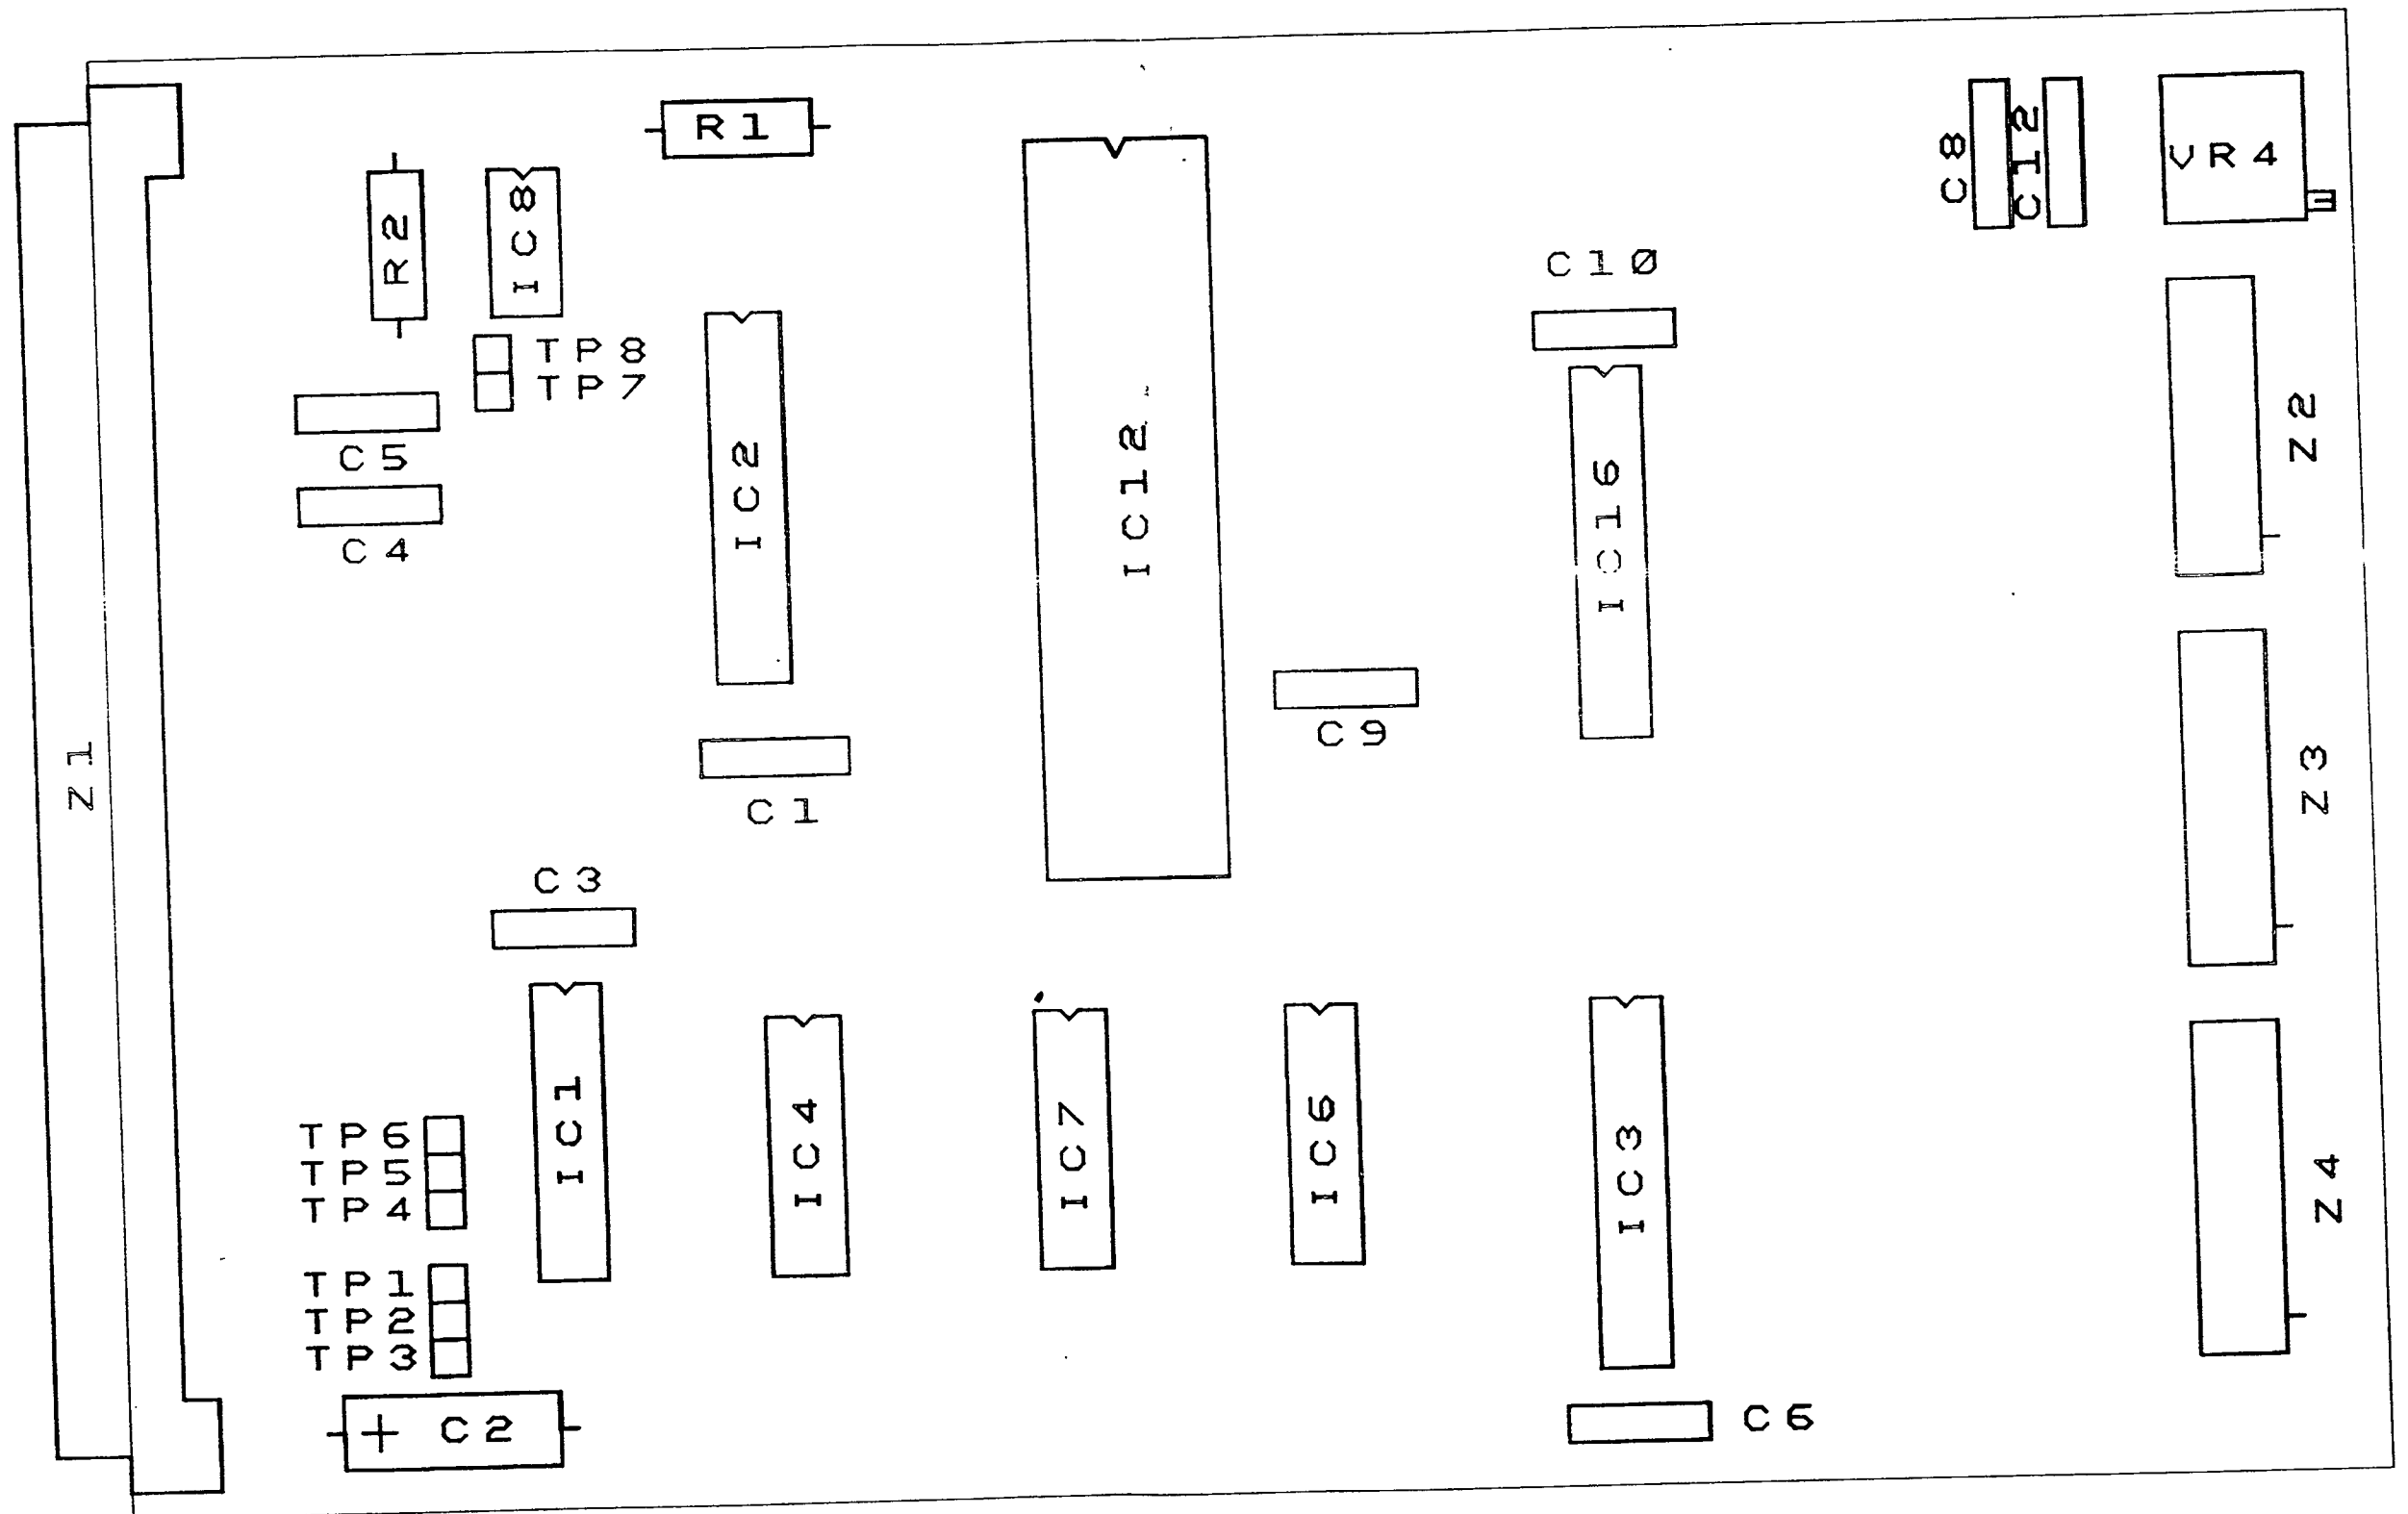 R1
C8
C12
VR4
R2
IC8
C10
TP8
TP7
C5
C4
IC2
IC12
IC16
Z2
Z1
C1
C9
Z3
C3
IC1
IC4
IC7
IC6
IC3
Z4
TP6
TP5
TP4
TP1
TP2
TP3
+ C2
C6